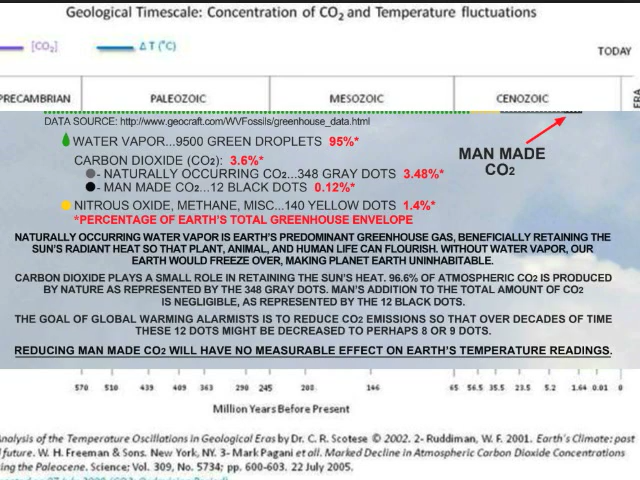 Geological Timescale: Concentration of CO2 and Temperature fluctuations
[CO2]
Δ T (°C)
TODAY
PRECAMBRIAN
PALEOZOIC
MESOZOIC
CENOZOIC
ERA
DATA SOURCE: http://www.geocraft.com/WVFossils/greenhouse_data.html
WATER VAPOR...9500 GREEN DROPLETS 95%*
MAN MADE
CO2
CARBON DIOXIDE (CO2): 3.6%*
- NATURALLY OCCURRING CO2...348 GRAY DOTS 3.48%*
- MAN MADE CO2...12 BLACK DOTS 0.12%*
NITROUS OXIDE, METHANE, MISC...140 YELLOW DOTS 1.4%*
*PERCENTAGE OF EARTH'S TOTAL GREENHOUSE ENVELOPE
NATURALLY OCCURRING WATER VAPOR IS EARTH'S PREDOMINANT GREENHOUSE GAS, BENEFICIALLY RETAINING THE
SUN'S RADIANT HEAT SO THAT PLANT, ANIMAL, AND HUMAN LIFE CAN FLOURISH. WITHOUT WATER VAPOR, OUR
EARTH WOULD FREEZE OVER, MAKING PLANET EARTH UNINHABITABLE.
CARBON DIOXIDE PLAYS A SMALL ROLE IN RETAINING THE SUN'S HEAT. 96.6% OF ATMOSPHERIC CO2 IS PRODUCED
BY NATURE AS REPRESENTED BY THE 348 GRAY DOTS. MAN'S ADDITION TO THE TOTAL AMOUNT OF CO2
IS NEGLIGIBLE, AS REPRESENTED BY THE 12 BLACK DOTS.
THE GOAL OF GLOBAL WARMING ALARMISTS IS TO REDUCE CO2 EMISSIONS SO THAT OVER DECADES OF TIME
THESE 12 DOTS MIGHT BE DECREASED TO PERHAPS 8 OR 9 DOTS.
REDUCING MAN MADE CO2 WILL HAVE NO MEASURABLE EFFECT ON EARTH'S TEMPERATURE READINGS.
570 510 439 409 363 290 245 208 146 65 56.5 35.5 23.5 5.2 1.64 0.01 0
Million Years Before Present
Analysis of the Temperature Oscillations in Geological Eras by Dr. C. R. Scotese © 2002. 2- Ruddiman, W. F. 2001. Earth's Climate: past
future. W. H. Freeman & Sons. New York, NY. 3- Mark Pagani et all. Marked Decline in Atmospheric Carbon Dioxide Concentrations
the Paleocene. Science; Vol. 309, No. 5734; pp. 600-603. 22 July 2005.